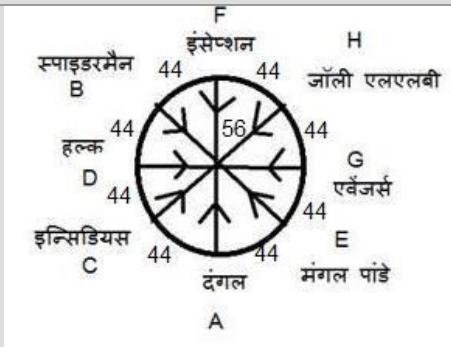 F
इंसेप्शन
H
स्पाइडरमैन
44
44
जॉली एलएलबी
B
44
56
44
हल्क
G
D
एवेंजर्स
44
44
इन्सिडियस
E
C
44
44
मंगल पांडे
दंगल
A